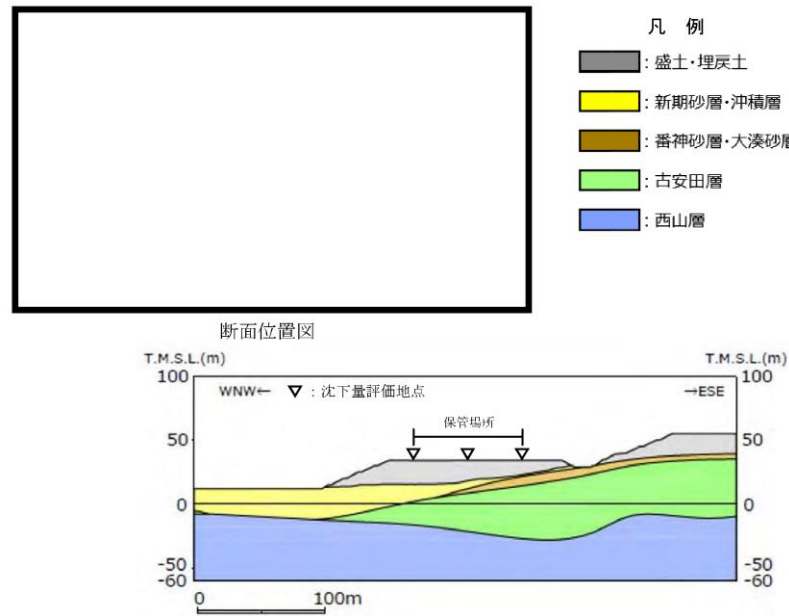 凡 例
：盛土・埋戻土
：新期砂層・沖積層
：番神砂層・大湊砂層
：古安田層
：西山層
断面位置図
T.M.S.L.(m)
T.M.S.L.(m)
100
100
WNW←
▽：沈下量評価地点
→ESE
保管場所
50
50
0
0
-50
-50
-60
-60
0
100m